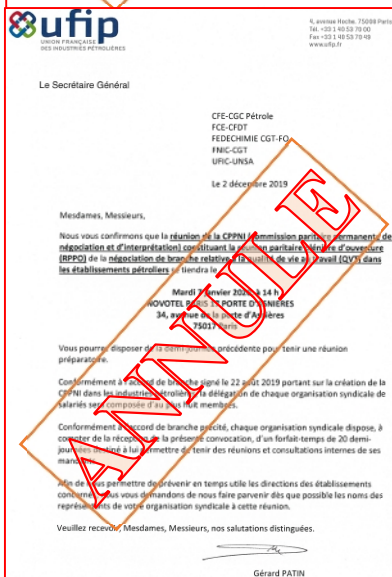 ufip
UNION FRANÇAISE
DES INDUSTRIES PÉTROLIÈRES
4, avenue Hoche, 75008 Paris
Tél. +33 1 40 53 70 00
Fax +33 1 40 53 70 49
www.ufip.fr
Le Secrétaire Général
CFE-CGC Pétrole
FCE-CFDT
FEDECHIMIE CGT-FO
FNIC-CGT
UFIC-UNSA
Le 2 décembre 2019
Mesdames, Messieurs,
Nous vous confirmons que la réunion de la CPPNI (Commission paritaire permanente de
négociation et d'interprétation) constituant la réunion paritaire plénière d'ouverture
(RPPO) de la négociation de branche relative à la qualité de vie au travail (QVT) dans
les établissements pétroliers se tiendra le
Mardi 7 janvier 2020 à 14 h
NOVOTEL PARIS 17 PORTE D'ASNIERES
34, avenue de la porte d'Asnières
75017 Paris
Vous pourrez disposer de la demi-journée précédente pour tenir une réunion
préparatoire.
Conformément à l'accord de branche signé le 22 août 2019 portant sur la création de la
CPPNI dans les industries pétrolières, la délégation de chaque organisation syndicale de
salariés sera composée d'au plus huit membres.
Conformément à l'accord de branche précité, chaque organisation syndicale dispose, à
compter de la réception de la présente convocation, d'un forfait-temps de 20 demi-
journées destiné à lui permettre de tenir des réunions et consultations internes de ses
mandants.
Afin de nous permettre de prévenir en temps utile les directions des établissements
concernés, nous vous demandons de nous faire parvenir dès que possible les noms des
représentants de votre organisation syndicale à cette réunion.
Veuillez recevoir, Mesdames, Messieurs, nos salutations distinguées.
Gérard PATIN
ANNULE